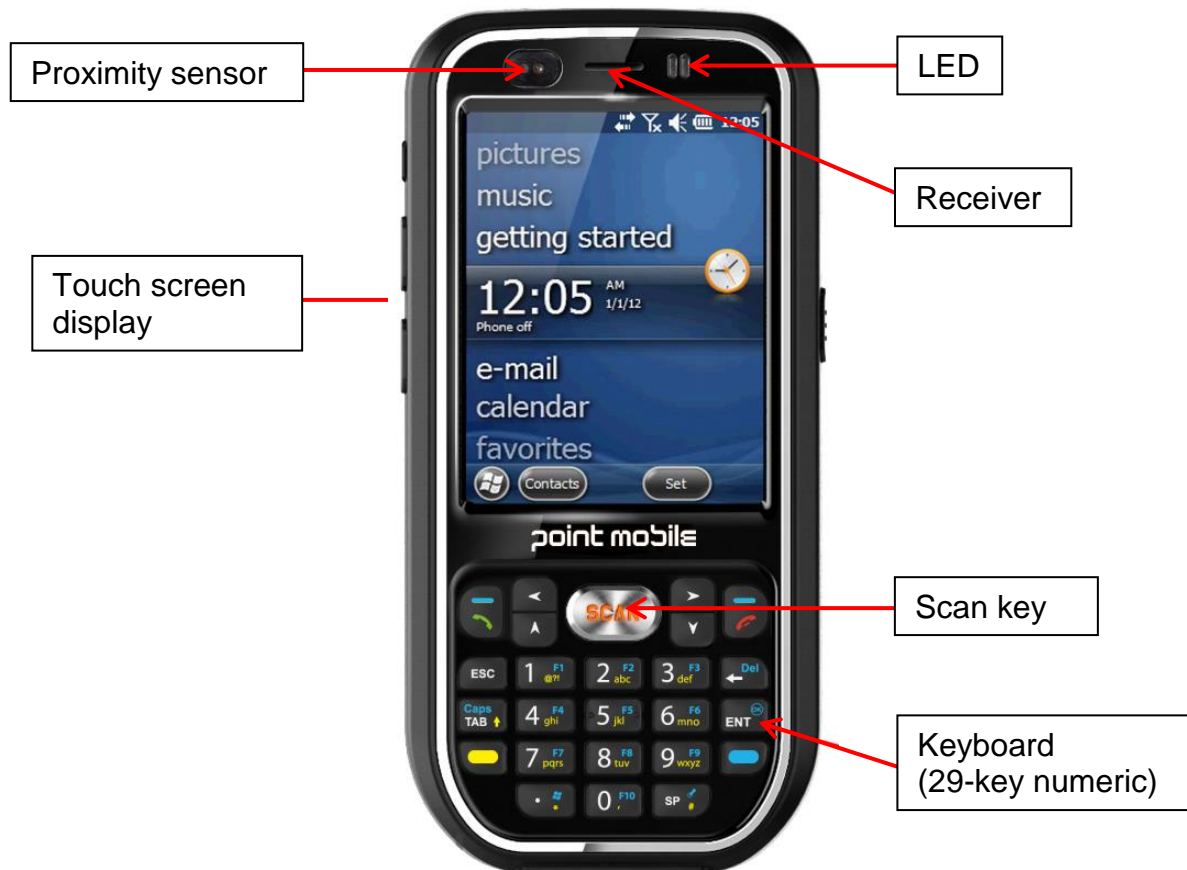 Proximity sensor
LED
12:05
pictures
music
Receiver
getting started
Touch screen
display
12:05 AM
1/1/12
Phone off
e-mail
calendar
favorites
Contacts Set
point mobile
Scan key
SCAN
ESC 1 F1 @?! 2 F2 abc 3 F3 def Del
Caps TAB 4 F4 ghi 5 F5 jkl 6 F6 mno ENT OK
7 F7 pqrs 8 F8 tuv 9 F9 wxyz
Keyboard
(29-key numeric)
. * 0 F10 , SP #